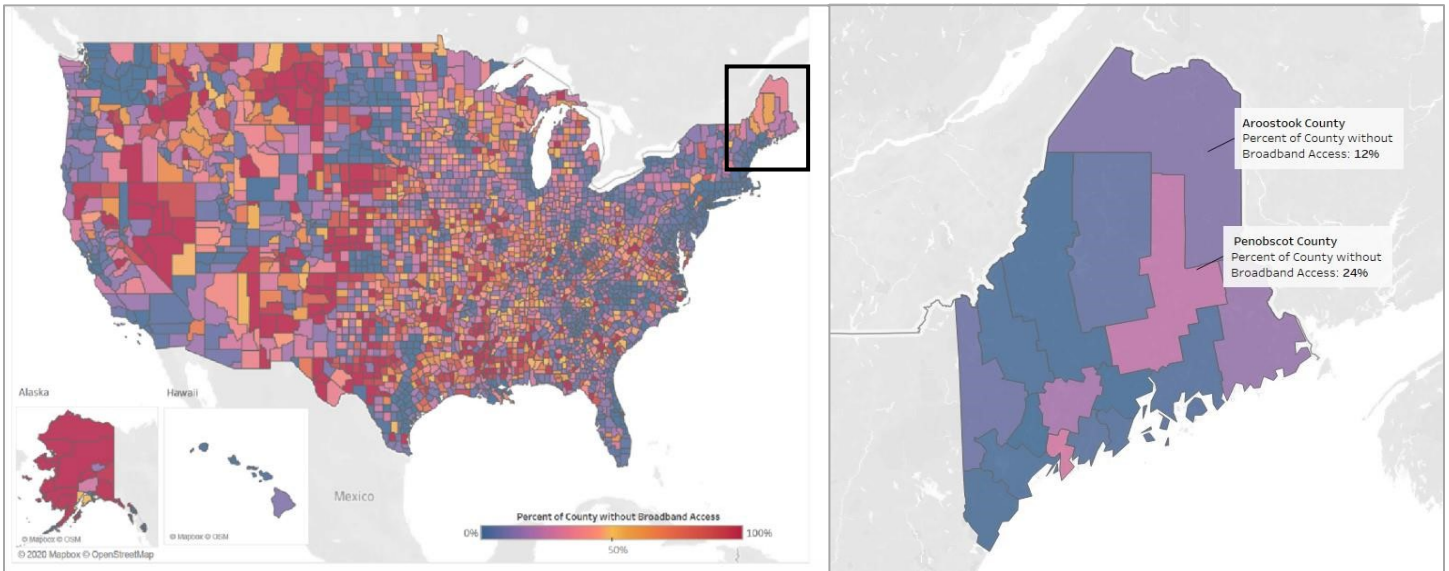 Alaska
Hawaii
Mexico
© Mapbox © OSM
© Mapbox © OSM
© 2020 Mapbox © OpenStreetMap
Percent of County without Broadband Access
0%
50%
100%
Aroostook County
Percent of County without
Broadband Access: 12%
Penobscot County
Percent of County without
Broadband Access: 24%